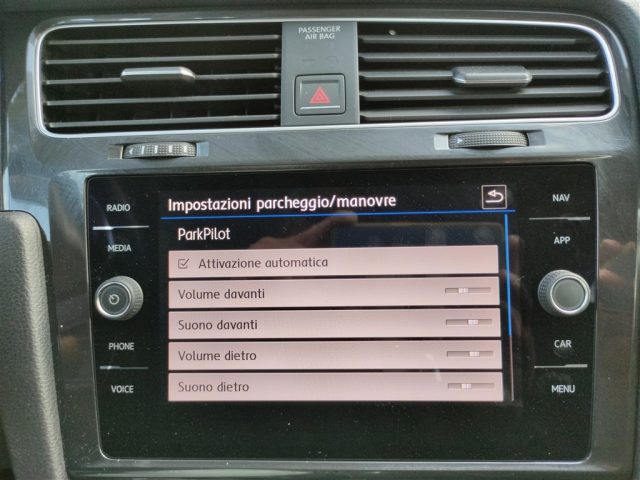 PASSENGER
AIR BAG
RADIO
MEDIA
PHONE
VOICE
Impostazioni parcheggio/manovre
ParkPilot
Attivazione automatica
Volume davanti
Suono davanti
Volume dietro
Suono dietro
NAV
APP
CAR
MENU